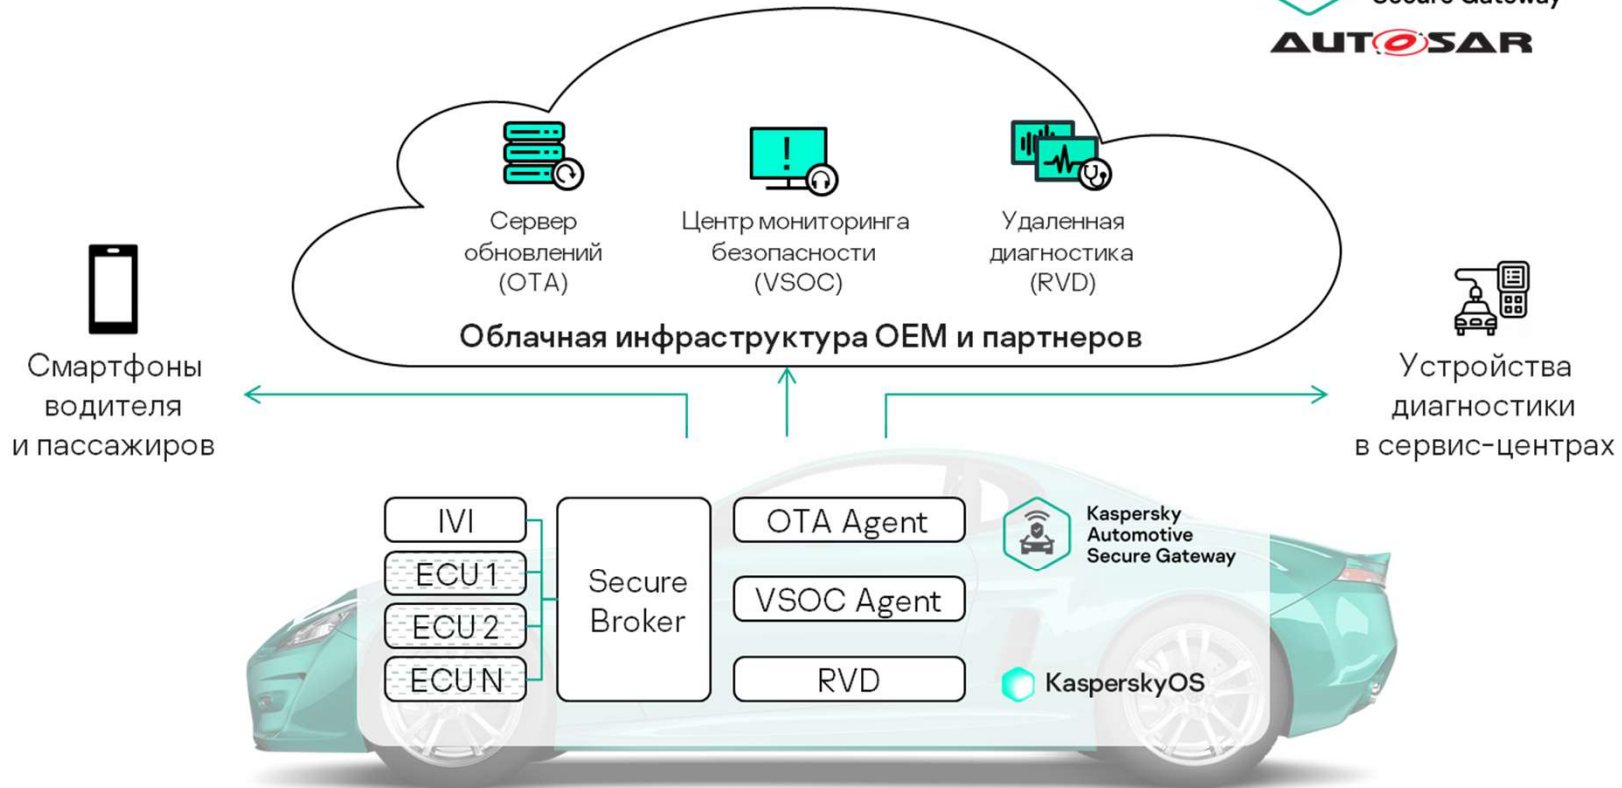 Secure Gateway
AUTOSAR
Сервер
обновлений
(OTA)
Центр мониторинга
безопасности
(VSOC)
Удаленная
диагностика
(RVD)
Облачная инфраструктура OEM и партнеров
Смартфоны
водителя
и пассажиров
Устройства
диагностики
в сервис-центрах
IVI
ECU 1
ECU 2
ECU N
Secure
Broker
OTA Agent
VSOC Agent
RVD
Kaspersky
Automotive
Secure Gateway
KasperskyOS